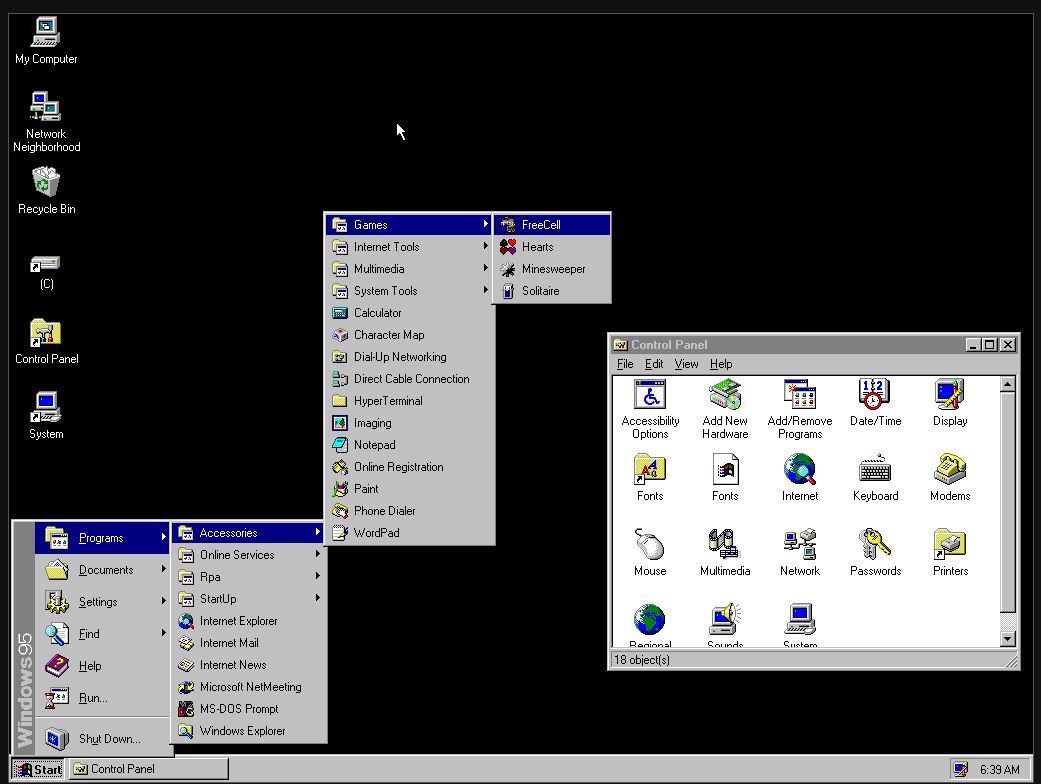 My Computer
Network
Neighborhood
Recycle Bin
(C)
Control Panel
System
Games
Internet Tools
Multimedia
System Tools
Calculator
Character Map
Dial-Up Networking
Direct Cable Connection
HyperTerminal
Imaging
Notepad
Online Registration
Paint
Phone Dialer
WordPad
FreeCell
Hearts
Minesweeper
Solitaire
Control Panel
File Edit View Help
Accessibility
Options
Add New
Hardware
Add/Remove
Programs
Date/Time
Display
Fonts
Fonts
Internet
Keyboard
Modems
Mouse
Multimedia
Network
Passwords
Printers
Regional
Sounds
System
18 object(s)
Programs
Documents
Settings
Find
Help
Run...
Shut Down...
Windows95
Accessories
Online Services
Rpa
StartUp
Internet Explorer
Internet Mail
Internet News
Microsoft NetMeeting
MS-DOS Prompt
Windows Explorer
Start
Control Panel
6:39 AM